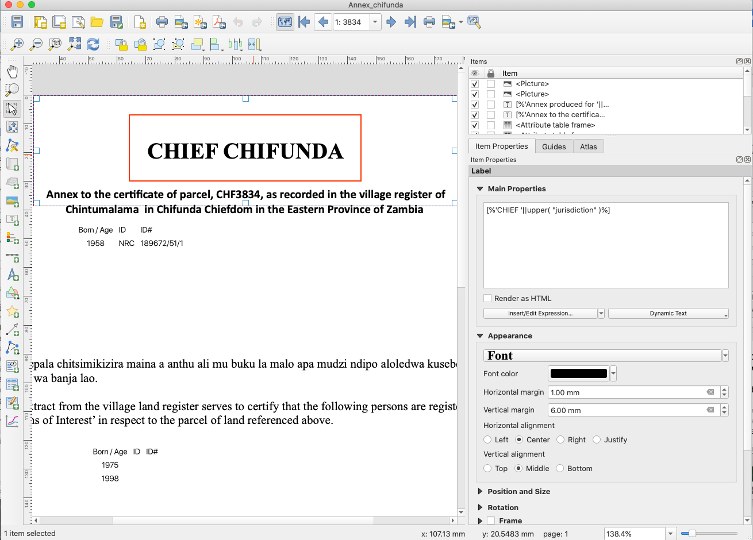 Annex_chifunda
1: 3834
CHIEF CHIFUNDA
Annex to the certificate of parcel, CHF3834, as recorded in the village register of
Chintumalama in Chifunda Chiefdom in the Eastern Province of Zambia
Born / Age ID ID#
1958 NRC 189672/51/1
pala chitsimikizira maina a anthu ali mu buku la malo apa mudzi ndipo aloledwa kusebe
wa banja lao.
tract from the village land register serves to certify that the following persons are registe
s of Interest’ in respect to the parcel of land referenced above.
Born / Age ID ID#
1975
1998
Items
Item
<Picture>
<Picture>
[%'Annex produced for '||...
[%'Annex to the certifica...
<Attribute table frame>
Item Properties
Guides
Atlas
Item Properties
Label
Main Properties
[%'CHIEF '||upper( "jurisdiction" )%]
Render as HTML
Insert/Edit Expression...
Dynamic Text
Appearance
Font
Font color
Horizontal margin 1.00 mm
Vertical margin 6.00 mm
Horizontal alignment
Left Center Right Justify
Vertical alignment
Top Middle Bottom
Position and Size
Rotation
Frame
1 item selected
x: 107.13 mm y: 20.5483 mm page: 1 138.4%